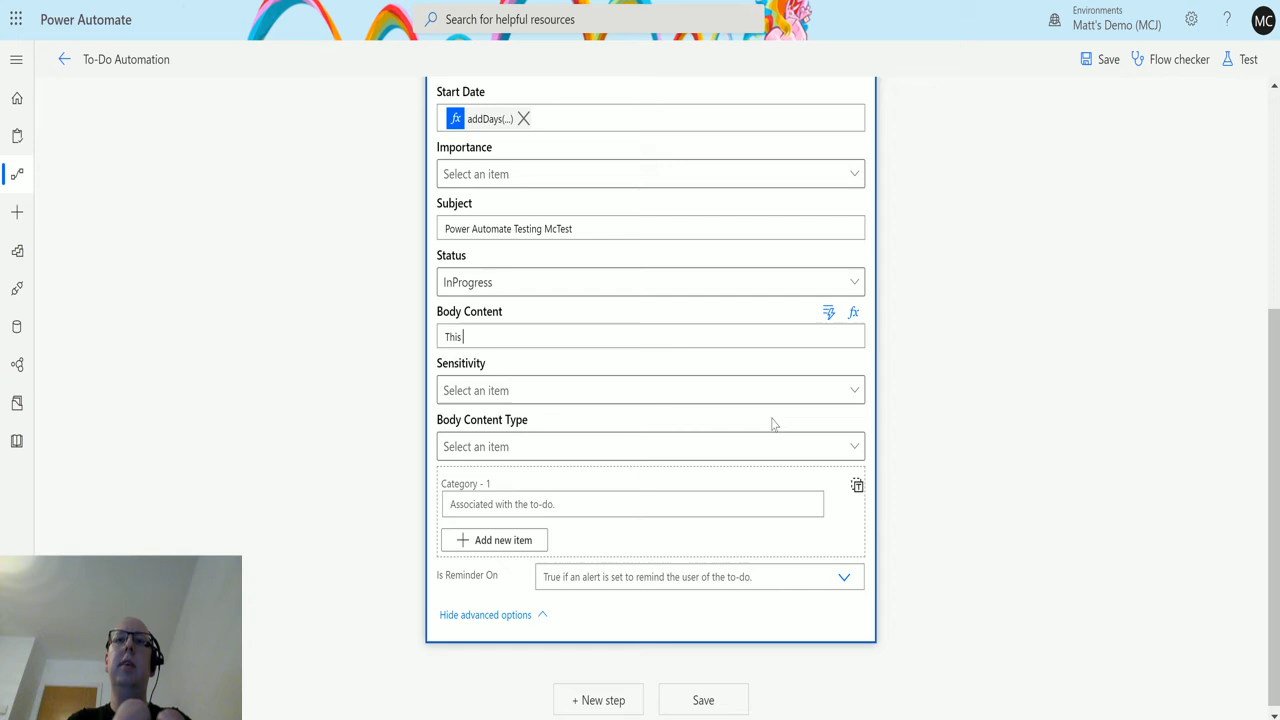 Power Automate
Search for helpful resources
Environments
Matt's Demo (MCJ)
MC
To-Do Automation
Save
Flow checker
Test
Start Date
fx addDays(...)
Importance
Select an item
Subject
Power Automate Testing McTest
Status
InProgress
Body Content
fx
This
Sensitivity
Select an item
Body Content Type
Select an item
Category - 1
Associated with the to-do.
Add new item
Is Reminder On
True if an alert is set to remind the user of the to-do.
Hide advanced options
+ New step
Save